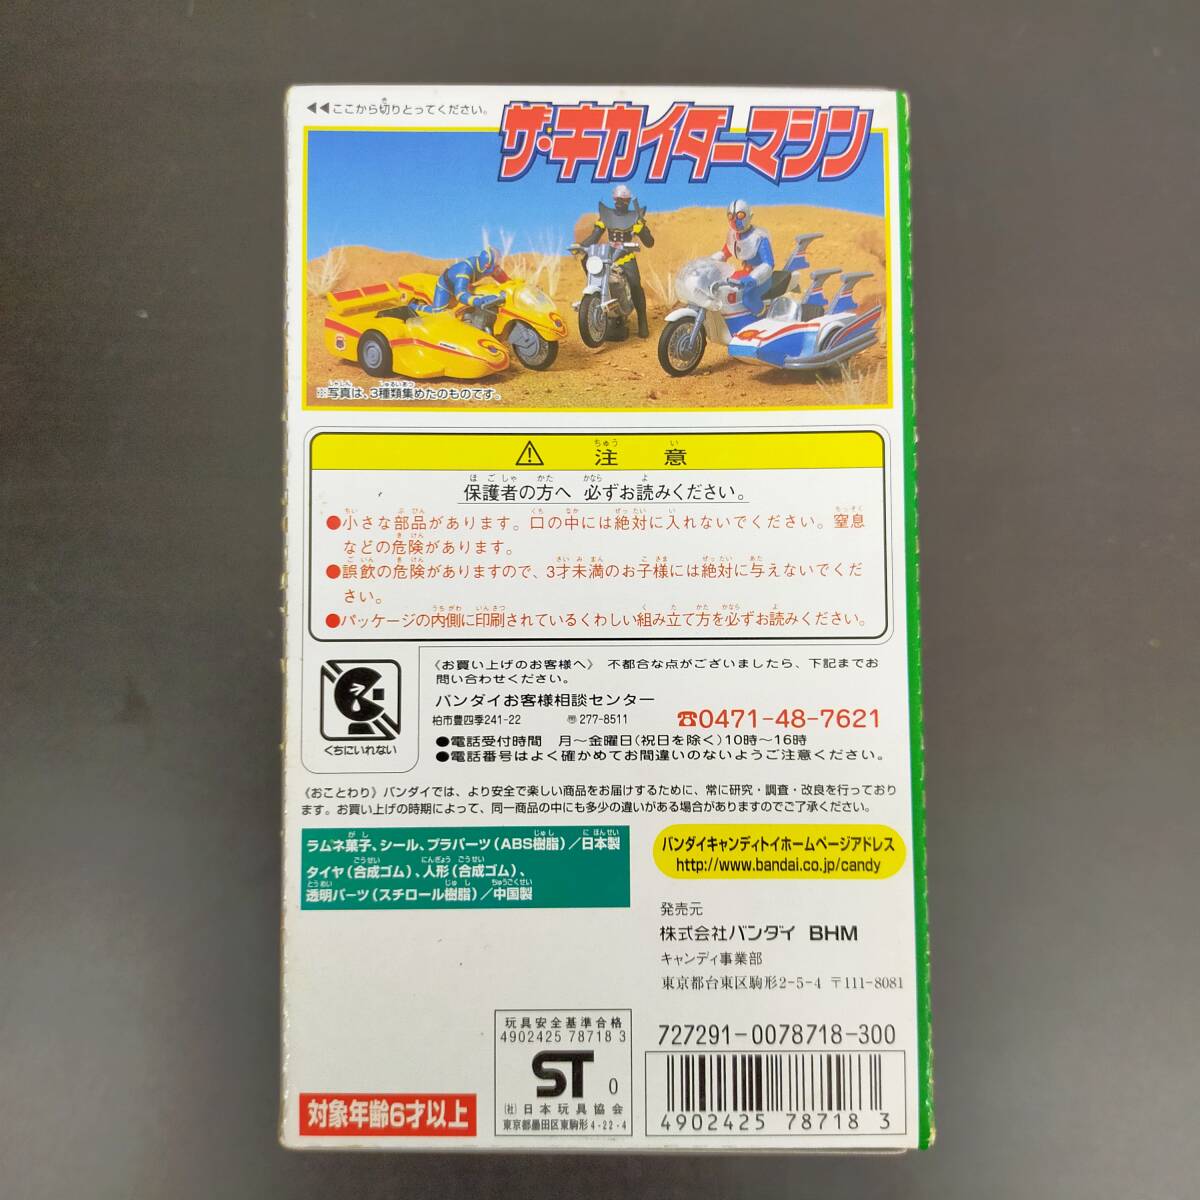 ◀◀ここから切りとってください。
ザ・キカイダーマシン
※写真は、3種類集めたのものです。
⚠ 注意
保護者の方へ 必ずお読みください。
●小さな部品があります。口の中には絶対に入れないでください。窒息
などの危険があります。
●誤飲の危険がありますので、3才未満のお子様には絶対に与えないでくだ
さい。
●パッケージの内側に印刷されているくわしい組み立て方を必ずお読みください。
くちにいれない
《お買い上げのお客様へ》 不都合な点がございましたら、下記までお
問い合わせください。
バンダイお客様相談センター
柏市豊四季241-22 〒277-8511 ☎0471-48-7621
●電話受付時間 月〜金曜日(祝日を除く)10時〜16時
●電話番号はよく確かめてお間違いのないようご注意ください。
《おことわり》バンダイでは、より安全で楽しい商品をお届けするために、常に研究・調査・改良を行っており
ます。お買い上げの時期によって、同一商品の中にも多少の違いがある場合がありますのでご了承ください。
ラムネ菓子、シール、プラパーツ(ABS樹脂)/日本製
タイヤ(合成ゴム)、人形(合成ゴム)、
透明パーツ(スチロール樹脂)/中国製
バンダイキャンディトイホームページアドレス
http://www.bandai.co.jp/candy
発売元
株式会社バンダイ BHM
キャンディ事業部
東京都台東区駒形2-5-4 〒111-8081
玩具安全基準合格
4902425 78718 3
ST 0
(社)日本玩具協会
東京都墨田区東駒形4-22-4
727291-0078718-300
4902425 787183
対象年齢6才以上